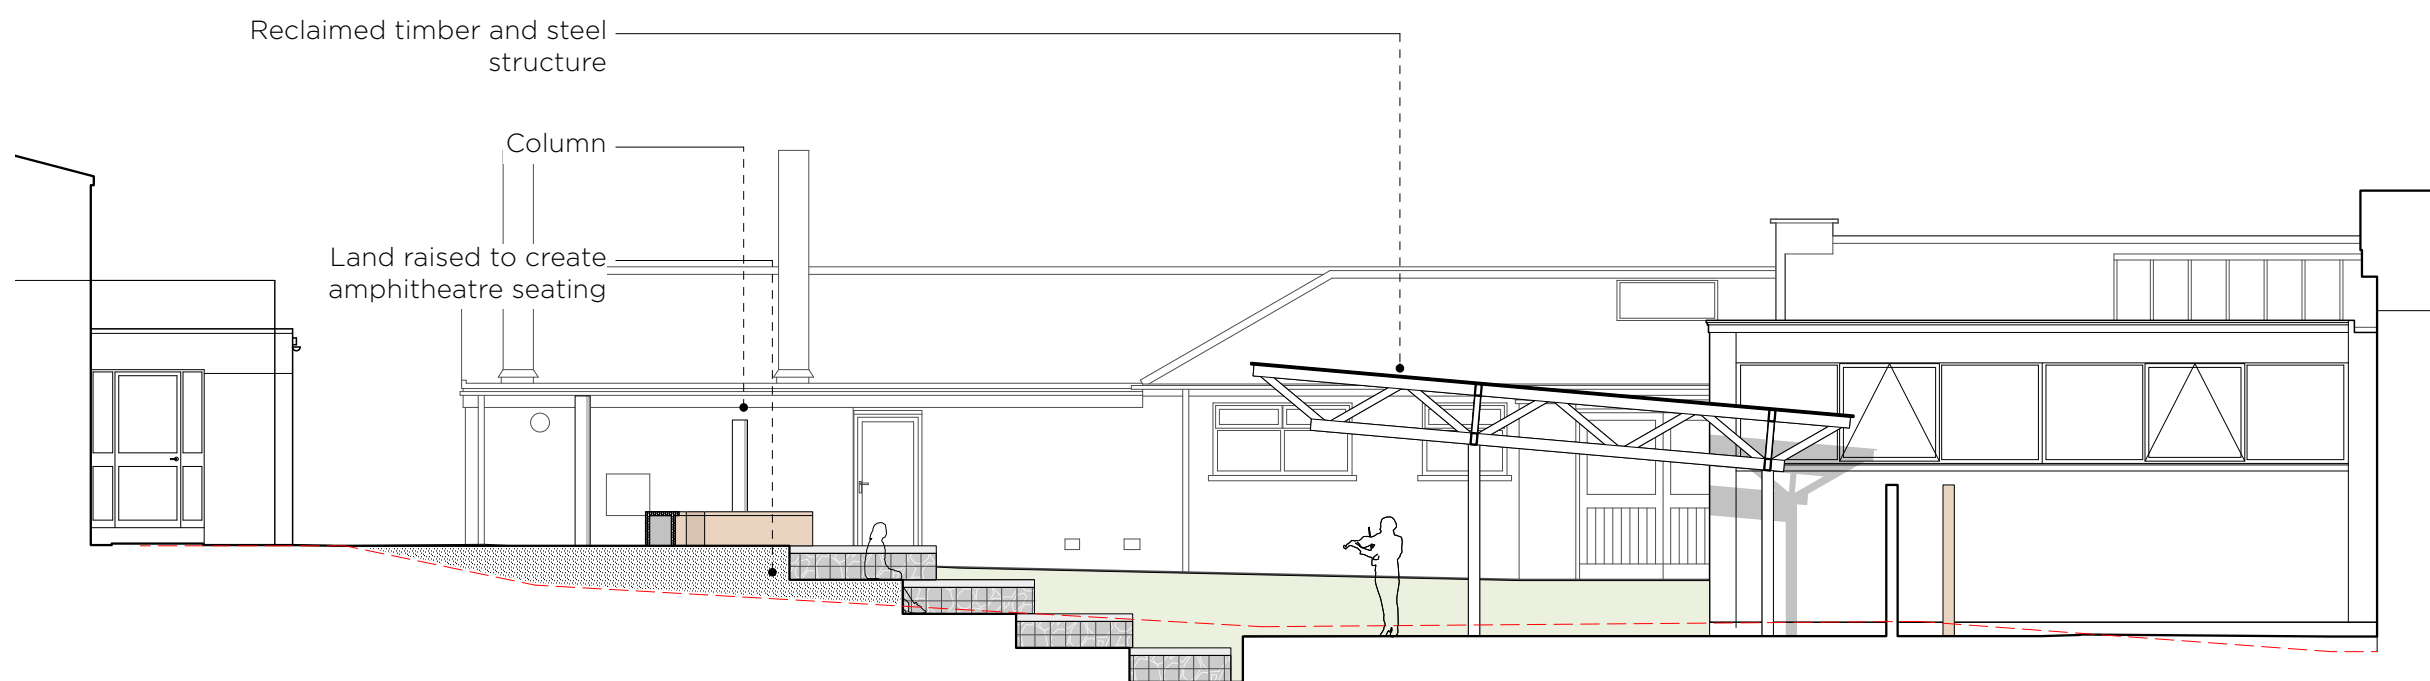 Reclaimed timber and steel
structure
Column
Land raised to create
amphitheatre seating